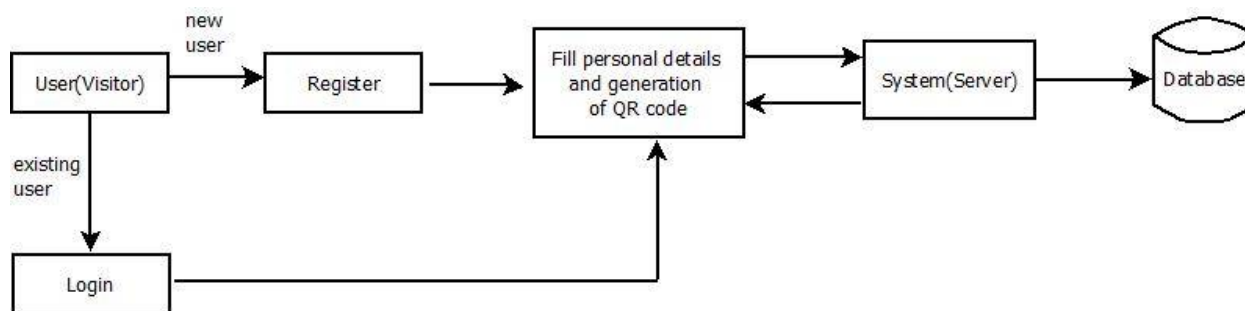 new
user
User(Visitor)
Register
Fill personal details
and generation
of QR code
System(Server)
Database
existing
user
Login